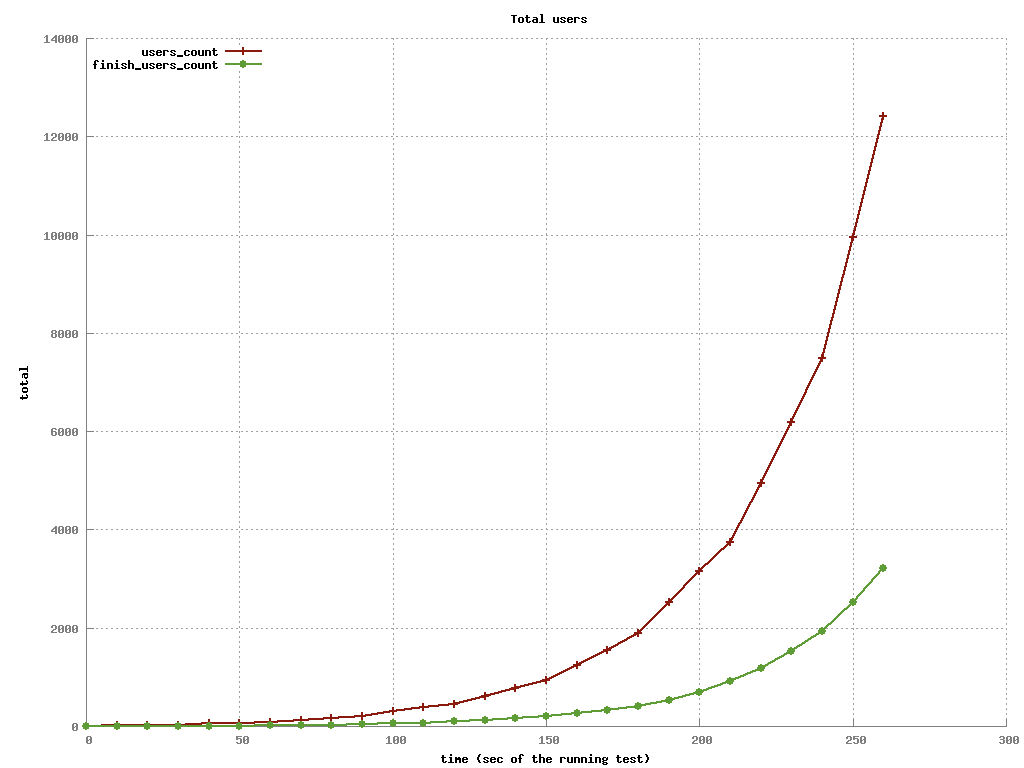 Total users
users_count
finish_users_count
14000
12000
10000
8000
6000
4000
2000
0
total
0 50 100 150 200 250 300
time (sec of the running test)